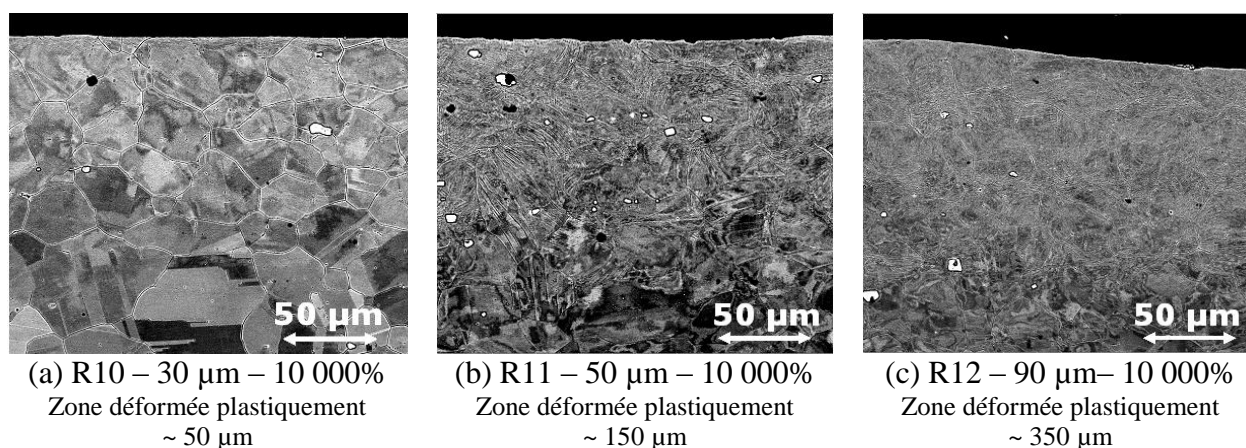 50 µm
50 µm
50 µm
(a) R10 – 30 µm – 10 000%
Zone déformée plastiquement
~ 50 µm
(b) R11 – 50 µm – 10 000%
Zone déformée plastiquement
~ 150 µm
(c) R12 – 90 µm– 10 000%
Zone déformée plastiquement
~ 350 µm